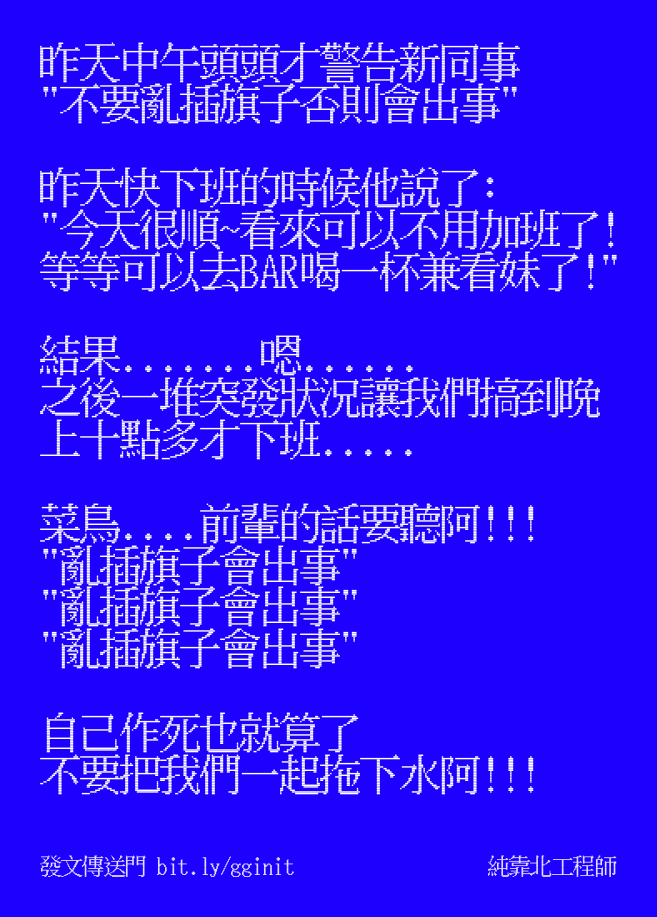 昨天中午頭頭才警告新同事
"不要亂插旗子否則會出事"
昨天快下班的時候他說了:
"今天很順~看來可以不用加班了!
等等可以去BAR喝一杯兼看妹了!"
結果.......嗯......
之後一堆突發狀況讓我們搞到晚
上十點多才下班.....
菜鳥....前輩的話要聽阿!!!
"亂插旗子會出事"
"亂插旗子會出事"
"亂插旗子會出事"
自己作死也就算了
不要把我們一起拖下水阿!!!
發文傳送門 bit.ly/gginit
純靠北工程師